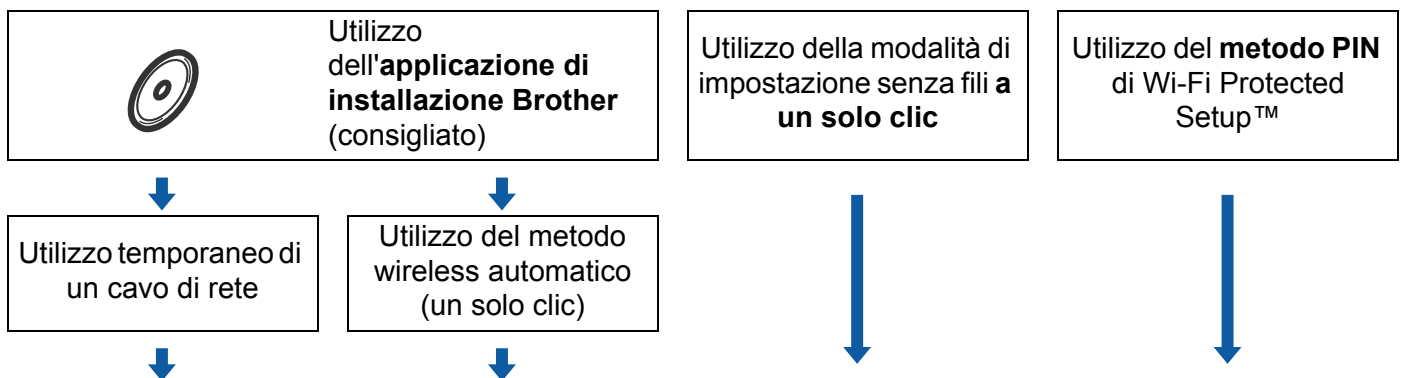 Utilizzo
dell'applicazione di
installazione Brother
(consigliato)
Utilizzo della modalità di
impostazione senza fili a
un solo clic
Utilizzo del metodo PIN
di Wi-Fi Protected
Setup™
Utilizzo temporaneo di
un cavo di rete
Utilizzo del metodo
wireless automatico
(un solo clic)